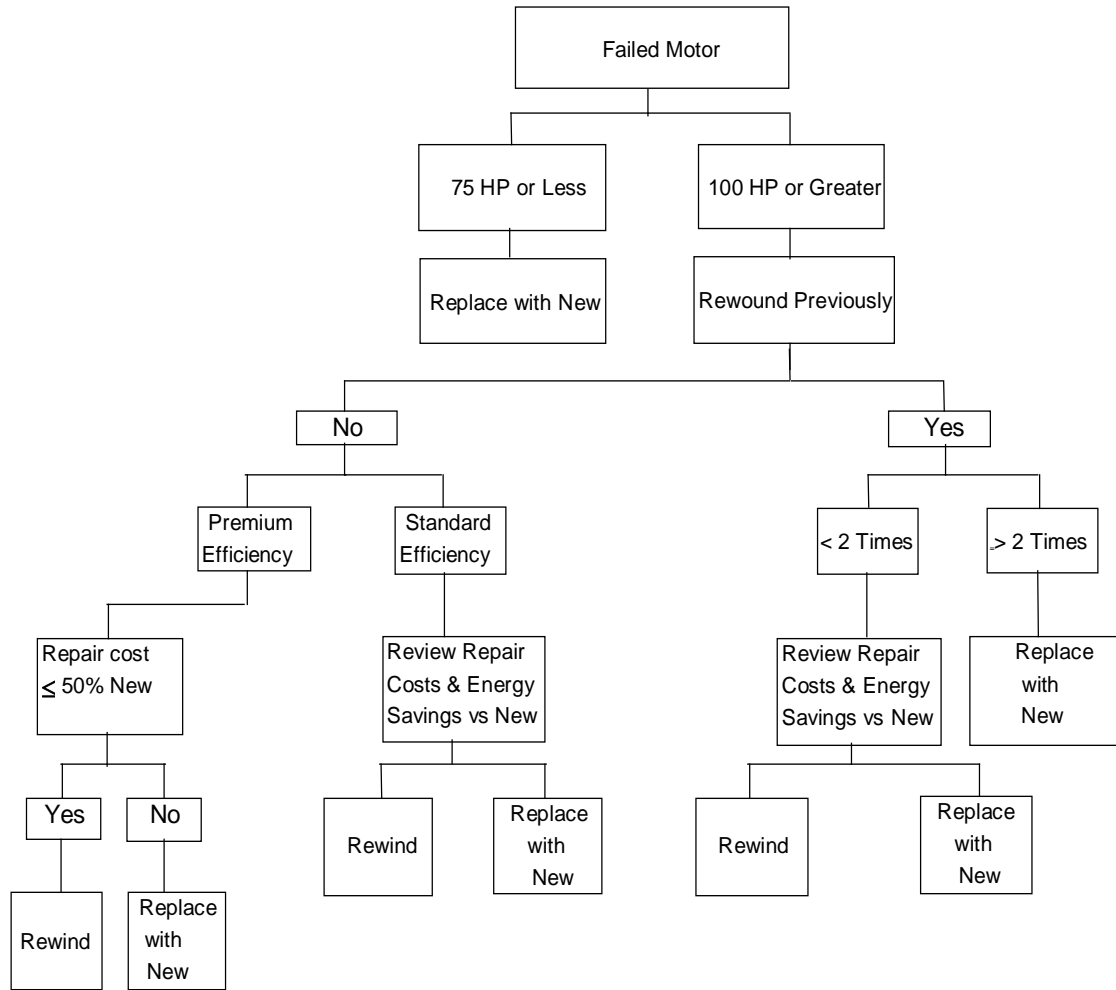 Failed Motor
75 HP or Less
100 HP or Greater
Replace with New
Rewound Previously
No
Yes
Premium
Efficiency
Standard
Efficiency
< 2 Times
=> 2 Times
Repair cost
≤ 50% New
Review Repair
Costs & Energy
Savings vs New
Review Repair
Costs & Energy
Savings vs New
Replace
with
New
Yes
No
Rewind
Replace
with
New
Rewind
Replace
with
New
Rewind
Replace
with
New